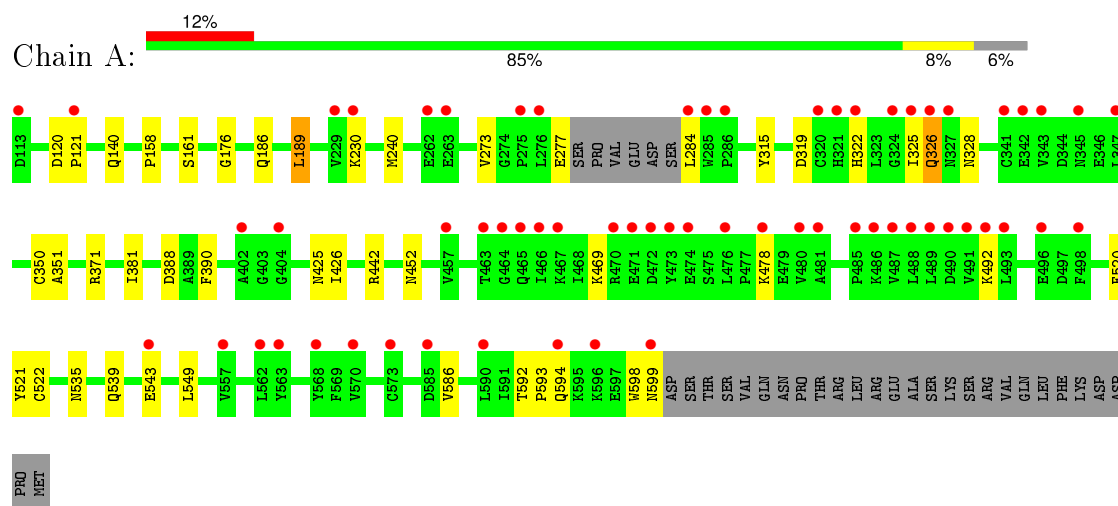 12%
Chain A:
85% 8% 6%
D113 D120 P121 Q140 P158 S161 G176 Q186 L189 V229 K230 M240 E262 E263 V273 G274 P275 L276 E277 SER PRO VAL GLU ASP SER L284 W285 P286 Y315 D319 G320 H321 H322 L323 G324 I325 Q326 N327 N328 G341 E342 V343 D344 N345 E346 L347
C350 A351 R371 I381 D388 A389 F390 A402 G403 G404 N425 I426 R442 N452 V457 T463 G464 Q465 I466 K467 I468 K469 R470 E471 D472 Y473 E474 S475 L476 P477 K478 E479 V480 A481 P485 K486 V487 L488 L489 D490 V491 K492 L493 E496 D497 F498
Y521 C522 N535 Q539 E543 L549 V557 L562 Y563 Y568 F569 V570 C573 D585 V586 L590 I591 T592 P593 Q594 K595 K596 E597 W598 N599 ASP SER THR SER VAL GLN ASN PRO THR ARG LEU ARG GLU ALA SER LYS SER ARG VAL GLN LEU PHE LYS ASP ASP
PRO MET